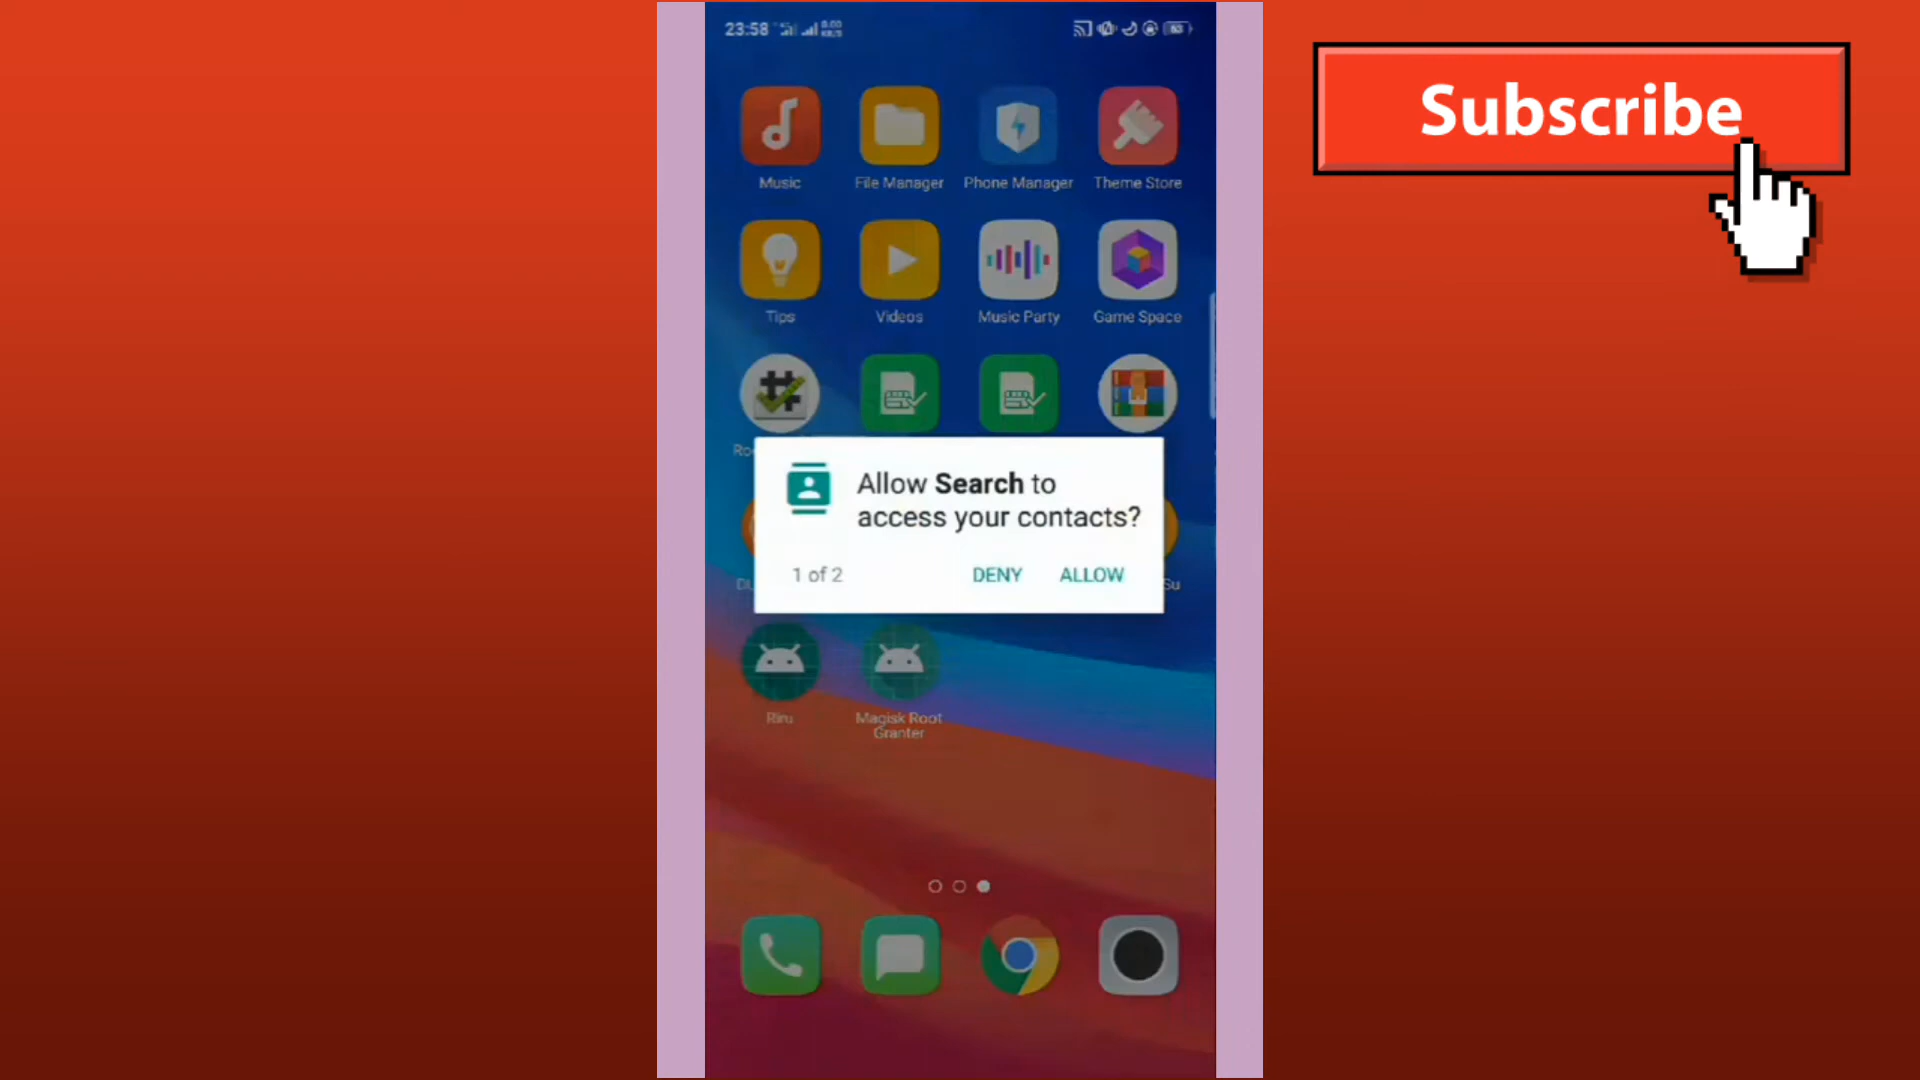 23:58
Subscribe
Music
File Manager
Phone Manager
Theme Store
Tips
Videos
Music Party
Game Space
Allow Search to
access your contacts?
1 of 2
DENY
ALLOW
Su
Riru
Magisk Root
Granter